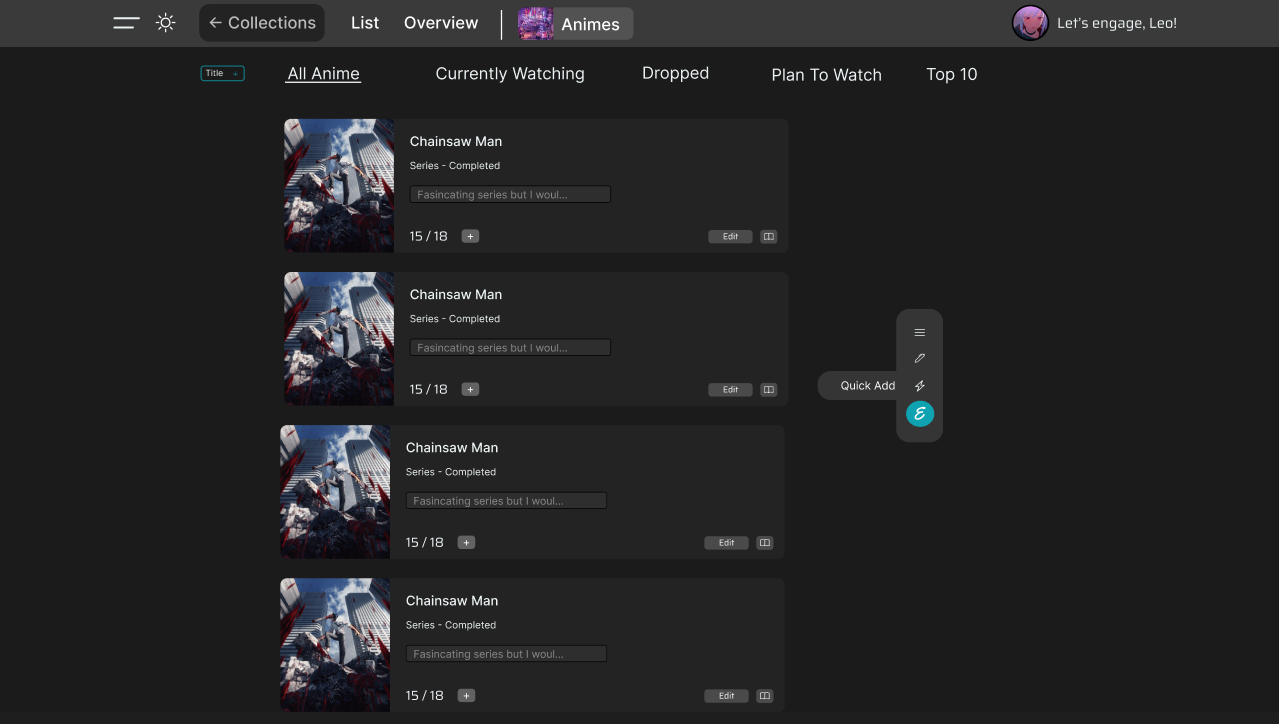 ← Collections List Overview Animes Let's engage, Leo!
Title + All Anime Currently Watching Dropped Plan To Watch Top 10
Chainsaw Man
Series - Completed
Fasincating series but I woul...
15 / 18 + Edit
Chainsaw Man
Series - Completed
Fasincating series but I woul...
15 / 18 + Edit
Quick Add
Chainsaw Man
Series - Completed
Fasincating series but I woul...
15 / 18 + Edit
Chainsaw Man
Series - Completed
Fasincating series but I woul...
15 / 18 + Edit